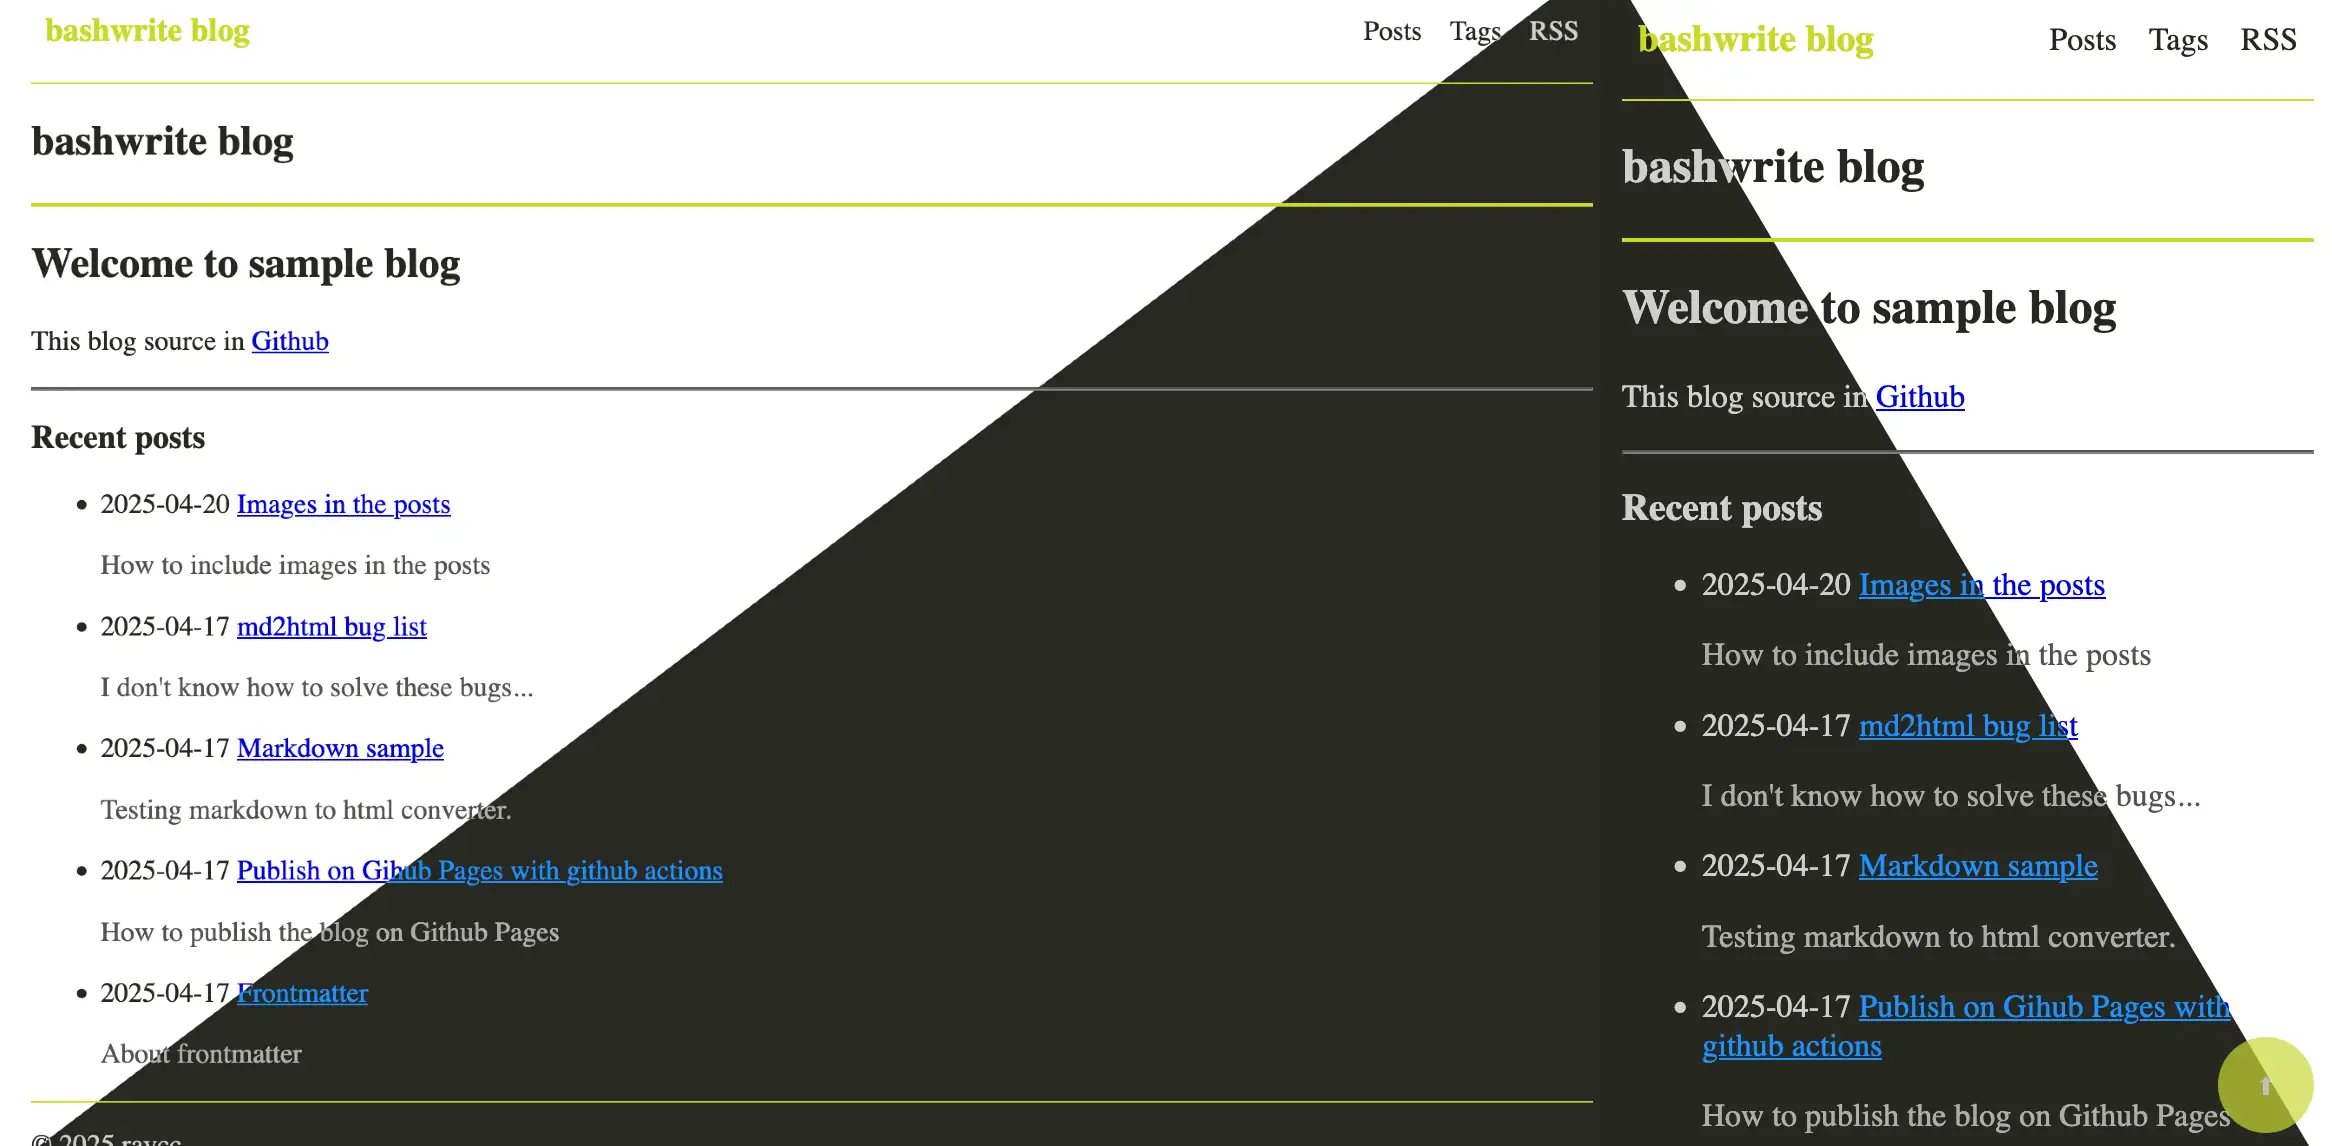 bashwrite blog
Posts Tags RSS
bashwrite blog
Welcome to sample blog
This blog source in Github
Recent posts
• 2025-04-20 Images in the posts
How to include images in the posts
• 2025-04-17 md2html bug list
I don't know how to solve these bugs...
• 2025-04-17 Markdown sample
Testing markdown to html converter.
• 2025-04-17 Publish on Gihub Pages with github actions
How to publish the blog on Github Pages
• 2025-04-17 Frontmatter
About frontmatter
© 2025 raycc
bashwrite blog
Posts Tags RSS
bashwrite blog
Welcome to sample blog
This blog source in Github
Recent posts
• 2025-04-20 Images in the posts
How to include images in the posts
• 2025-04-17 md2html bug list
I don't know how to solve these bugs...
• 2025-04-17 Markdown sample
Testing markdown to html converter.
• 2025-04-17 Publish on Gihub Pages with
github actions
How to publish the blog on Github Pages
⬆